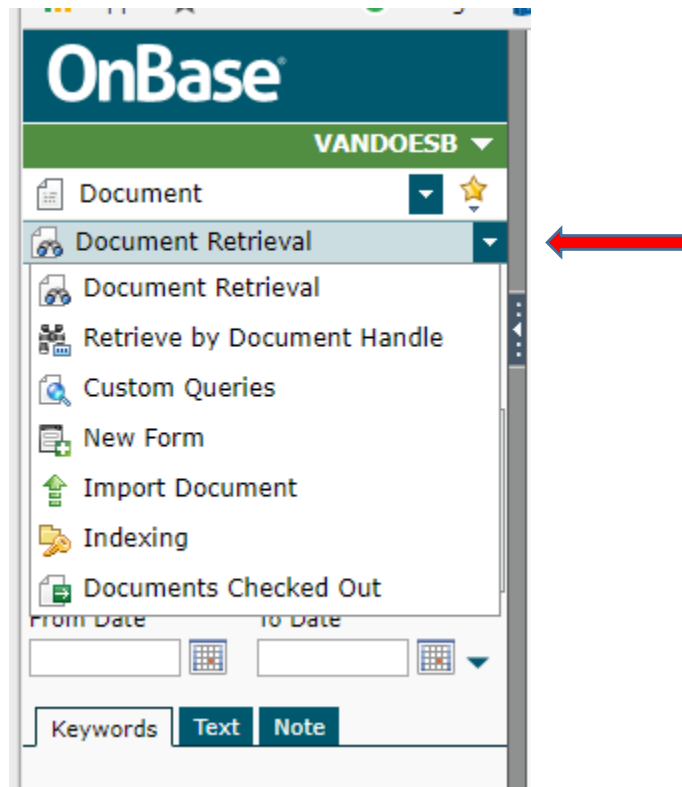 OnBase®
VANDOESB
Document
Document Retrieval
Document Retrieval
Retrieve by Document Handle
Custom Queries
New Form
Import Document
Indexing
Documents Checked Out
From Date To Date
Keywords Text Note